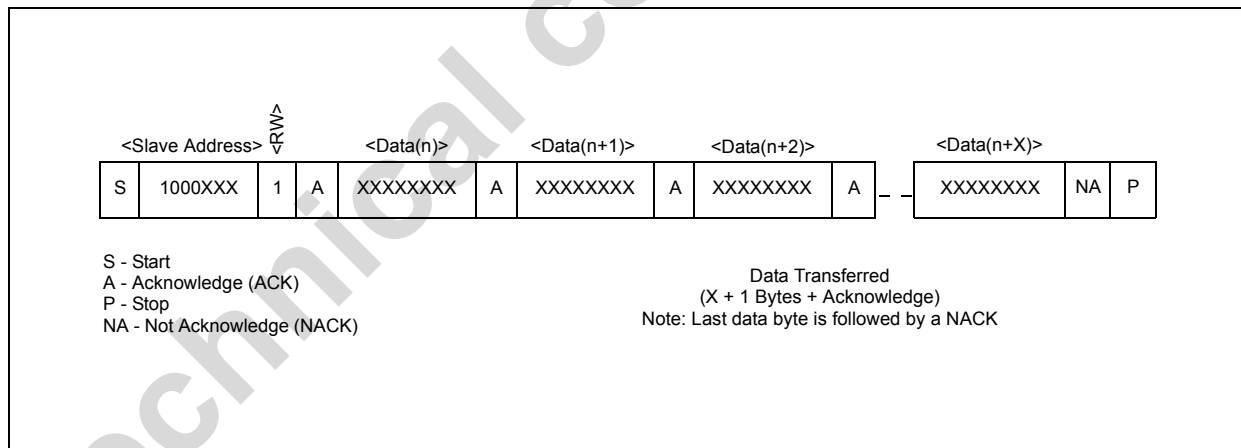 <Slave Address> <RW> <Data(n)> <Data(n+1)> <Data(n+2)> <Data(n+X)>
S 1000XXX 1 A XXXXXXXX A XXXXXXXX A XXXXXXXX A XXXXXXXX NA P
S - Start
A - Acknowledge (ACK)
P - Stop
NA - Not Acknowledge (NACK)
Data Transferred
(X + 1 Bytes + Acknowledge)
Note: Last data byte is followed by a NACK
chnical c